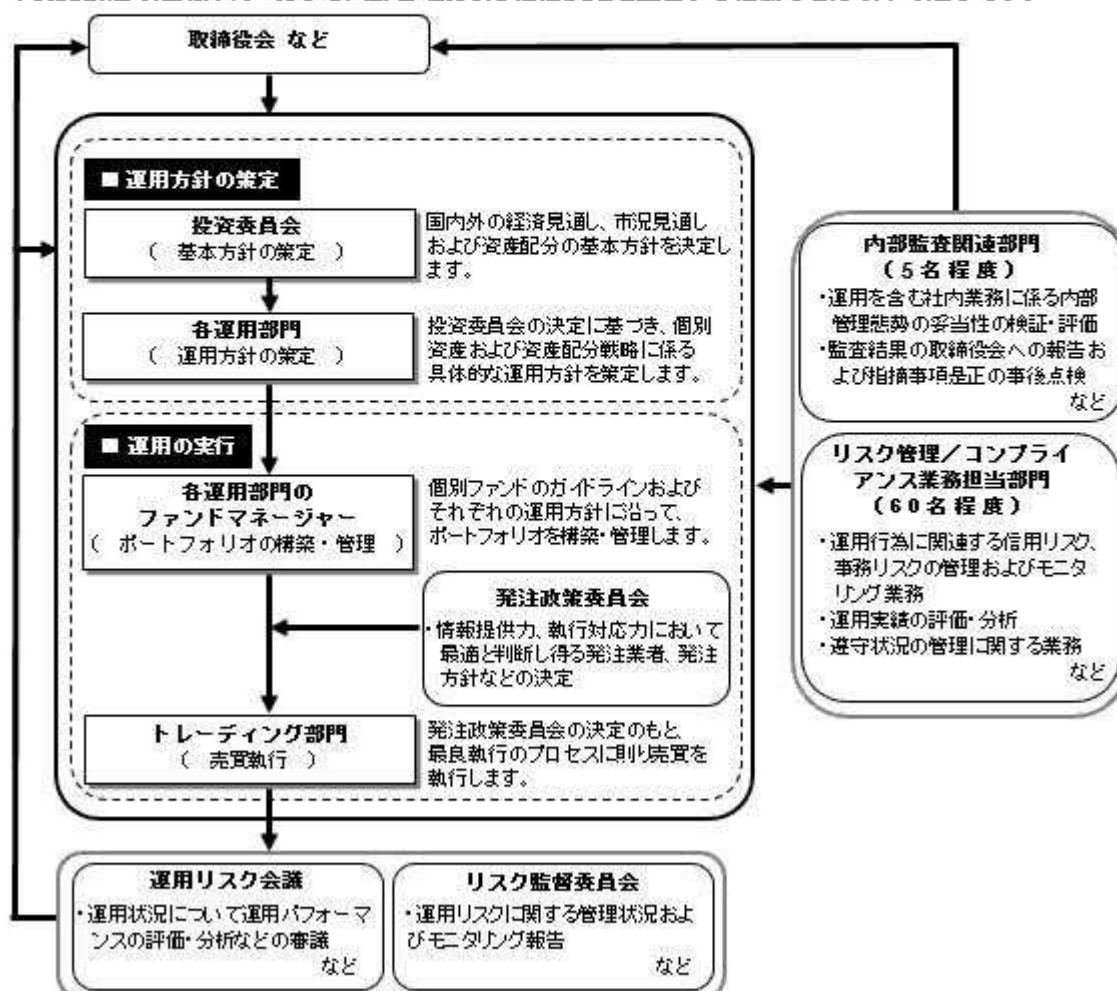 取締役会 など
■ 運用方針の策定
投資委員会
( 基本方針の策定 )
国内外の経済見通し、市況見通し
および資産配分の基本方針を決定し
ます。
各運用部門
( 運用方針の策定 )
投資委員会の決定に基づき、個別
資産および資産配分戦略に係る
具体的な運用方針を策定します。
■ 運用の実行
各運用部門の
ファンドマネージャー
( ポートフォリオの構築・管理 )
個別ファンドのガイドラインおよび
それぞれの運用方針に沿って、
ポートフォリオを構築・管理します。
発注政策委員会
・情報提供力、執行対応力において
最適と判断し得る発注業者、発注
方針などの決定
トレーディング部門
( 売買執行 )
発注政策委員会の決定のもと
最良執行のプロセスに則り売買を
執行します。
内部監査関連部門
(5名程度)
・運用を含む社内業務に係る内部
管理態勢の妥当性の検証・評価
・監査結果の取締役会への報告お
よび指摘事項是正の事後点検
など
リスク管理/コンプライ
アンス業務担当部門
(60名程度)
・運用行為に関連する信用リスク、
事務リスクの管理およびモニタ
リング業務
・運用実績の評価・分析
・遵守状況の管理に関する業務
など
運用リスク会議
・運用状況について運用パフォーマ
ンスの評価・分析などの審議
など
リスク監督委員会
・運用リスクに関する管理状況およ
びモニタリング報告
など